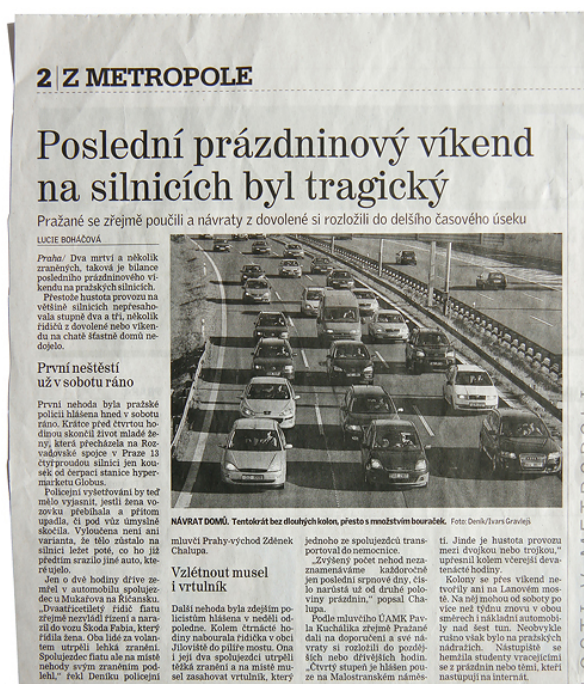 2 Z METROPOLE
Poslední prázdninový víkend
na silnicích byl tragický
Pražané se zřejmě poučili a návraty z dovolené si rozložili do delšího časového úseku
LUCIE BOHÁČOVÁ
Praha/ Dva mrtví a několik
zraněných, taková je bilance
posledního prázdninového ví-
kendu na pražských silnicích.
Přestože hustota provozu na
většině silnicích nepřesaho-
vala stupně dva a tři, několik
řidičů z dovolené nebo víken-
du na chatě šťastně domů ne-
dojelo.
První neštěstí
už v sobotu ráno
První nehoda byla pražské
policii hlášena hned v sobotu
ráno. Krátce před čtvrtou ho-
dinou skončil život mladé že-
ny, která přecházela na Roz-
vadovské spojce v Praze 13
čtyřproudou silnici jen kou-
sek od čerpací stanice hyper-
marketu Globus.
Policejní vyšetřování by teď
mělo vyjasnit, jestli žena vo-
zovku přebíhala a přitom
upadla, či pod vůz úmyslně
skočila. Vyloučena není ani
varianta, že tělo zůstalo na
silnici ležet poté, co ho již
předtím srazilo jiné auto, kte-
ré ujelo.
Jen o dvě hodiny dříve ze-
mřel v automobilu spolujez-
dec u Mukařova na Říčansku.
„Dvaatřicetiletý řidič fiatu
zřejmě nezvládl řízení a nara-
zil do vozu Škoda Fabia, který
řídila žena. Oba lidé za volan-
tem utrpěli lehká zranění.
Spolujezdec fiatu ale na místě
nehody svým zraněním pod-
lehl,“ řekl Deníku policejní
NÁVRAT DOMŮ. Tentokrát bez dlouhých kolon, přesto s množstvím bouraček. Foto: Deník/Ivars Gravlejs
mluvčí Prahy-východ Zdeněk
Chalupa.
Vzlétnout musel
i vrtulník
Další nehoda byla zdejším po-
licistům hlášena v neděli od-
poledne. Kolem čtrnácté ho-
diny nabourala řidička v obci
Jíloviště do pilíře mostu. Ona
i její dva spolujezdci utrpěli
těžká zranění a na místě mu-
sel zasahovat vrtulník, který
jednoho ze spolujezdců trans-
portoval do nemocnice.
„Zvýšený počet nehod neza-
znamenáváme každoročně
jen poslední srpnové dny, čís-
lo narůstá už od druhé polo-
viny prázdnin,“ popsal Cha-
lupa.
Podle mluvčího ÚAMK Pav-
la Kuchálika zřejmě Pražané
dali na doporučení a své ná-
vraty si rozložili do pozděj-
ších nebo dřívějších hodin.
„Čtvrtý stupeň je hlášen pou-
ze na Malostranském náměs-
tí. Jinde je hustota provozu
mezi dvojkou nebo trojkou,“
upřesnil kolem včerejší deva-
tenácté hodiny.
Kolony se přes víkend ne-
tvořily ani na Lanovém mos-
tě. Na něj mohou od soboty po
více než týdnu znovu v obou
směrech i nákladní automobi-
ly nad šest tun. Neobvykle
rušno však bylo na pražských
nádražích. Nástupiště se
hemžila studenty vracejícími
se z prázdnin nebo těmi, kteří
nastupují na internát.